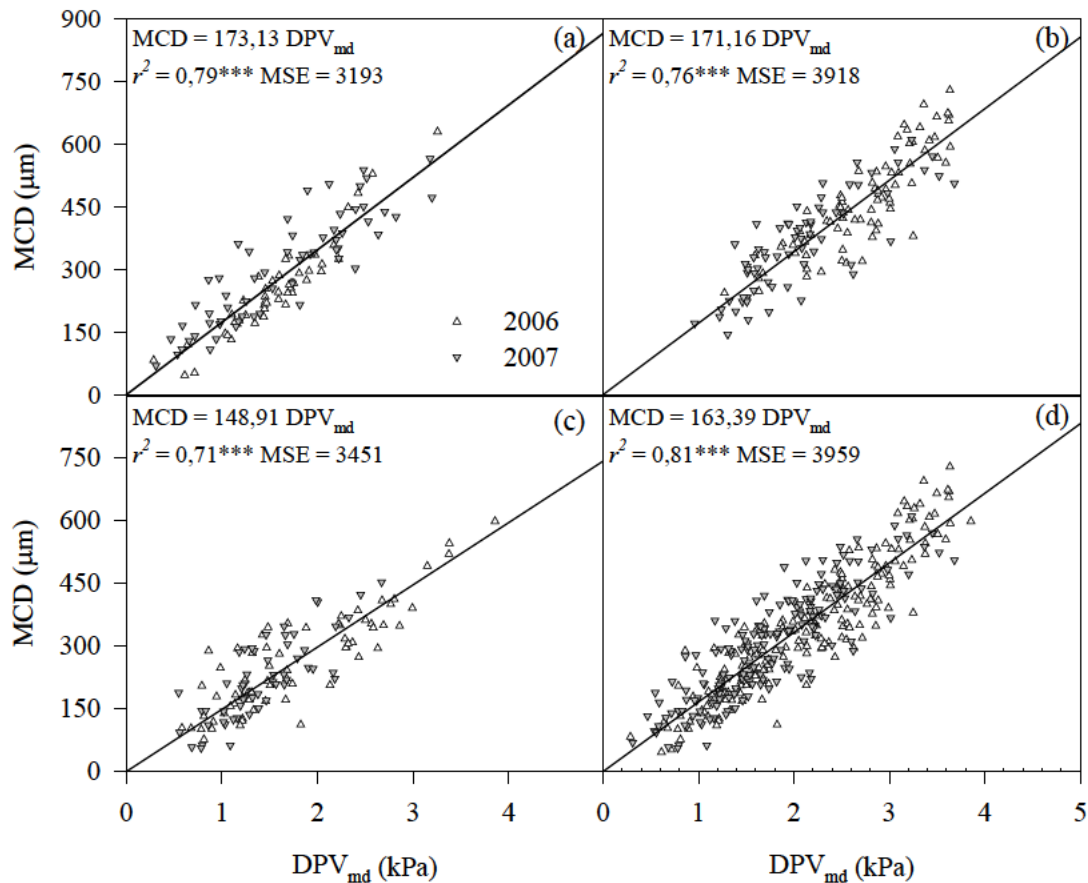 MCD = 173,13 DPVmd
(a)
r² = 0,79*** MSE = 3193
MCD = 171,16 DPVmd
(b)
r² = 0,76*** MSE = 3918
900
750
600
450
300
150
0
MCD (µm)
2006
2007
MCD = 148,91 DPVmd
(c)
r² = 0,71*** MSE = 3451
MCD = 163,39 DPVmd
(d)
r² = 0,81*** MSE = 3959
750
600
450
300
150
0
MCD (µm)
0 1 2 3 4
0 1 2 3 4 5
DPVmd (kPa)
DPVmd (kPa)